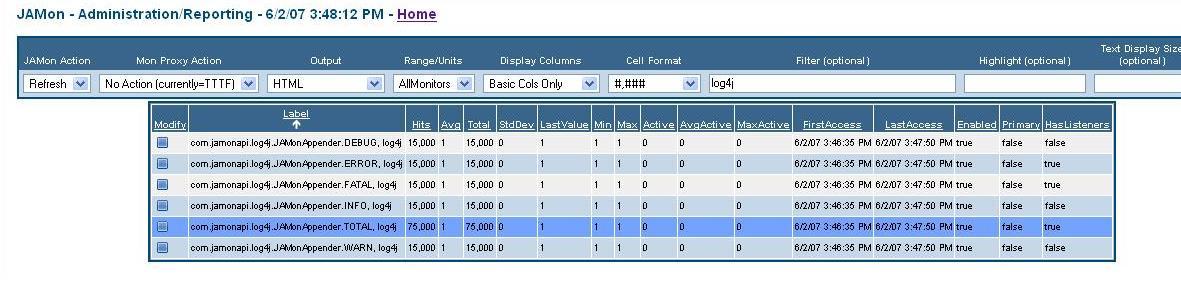 JAMon - Administration/Reporting - 6/2/07 3:48:12 PM - Home
JAMon Action Mon Proxy Action Output Range/Units Display Columns Cell Format Filter (optional) Highlight (optional) Text Display Size (optional)
Refresh No Action (currently=TTTF) HTML AllMonitors Basic Cols Only #,### log4j
Modify Label Hits Avg Total StdDev LastValue Min Max Active AvgActive MaxActive FirstAccess LastAccess Enabled Primary HasListeners
com.jamonapi.log4j.JAMonAppender.DEBUG, log4j 15,000 1 15,000 0 1 1 1 0 0 0 6/2/07 3:46:35 PM 6/2/07 3:47:50 PM true false false
com.jamonapi.log4j.JAMonAppender.ERROR, log4j 15,000 1 15,000 0 1 1 1 0 0 0 6/2/07 3:46:35 PM 6/2/07 3:47:50 PM true false true
com.jamonapi.log4j.JAMonAppender.FATAL, log4j 15,000 1 15,000 0 1 1 1 0 0 0 6/2/07 3:46:35 PM 6/2/07 3:47:50 PM true false true
com.jamonapi.log4j.JAMonAppender.INFO, log4j 15,000 1 15,000 0 1 1 1 0 0 0 6/2/07 3:46:35 PM 6/2/07 3:47:50 PM true false true
com.jamonapi.log4j.JAMonAppender.TOTAL, log4j 75,000 1 75,000 0 1 1 1 0 0 0 6/2/07 3:46:35 PM 6/2/07 3:47:50 PM true false true
com.jamonapi.log4j.JAMonAppender.WARN, log4j 15,000 1 15,000 0 1 1 1 0 0 0 6/2/07 3:46:35 PM 6/2/07 3:47:50 PM true false false